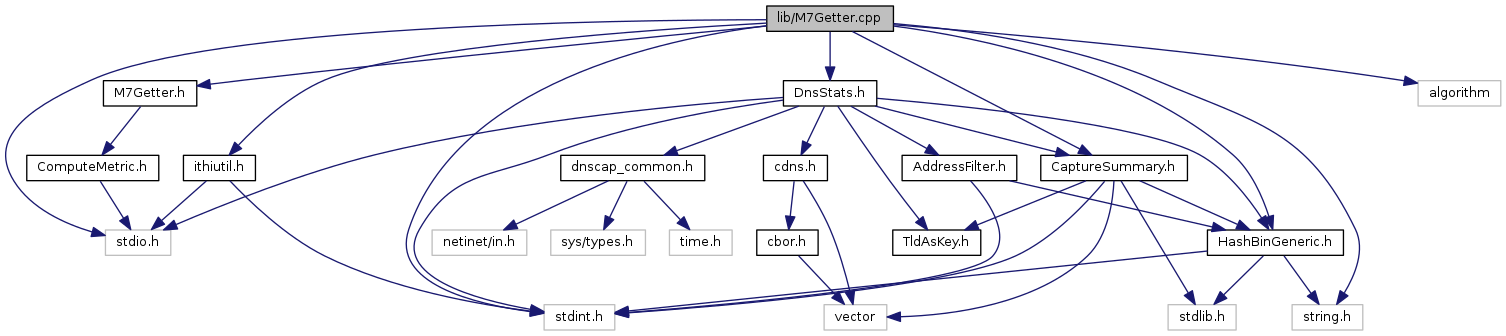 lib/M7Getter.cpp
M7Getter.h
DnsStats.h
algorithm
ComputeMetric.h
ithiutil.h
dnscap_common.h
cdns.h
AddressFilter.h
CaptureSummary.h
stdio.h
netinet/in.h
sys/types.h
time.h
cbor.h
TldAsKey.h
HashBinGeneric.h
stdint.h
vector
stdlib.h
string.h